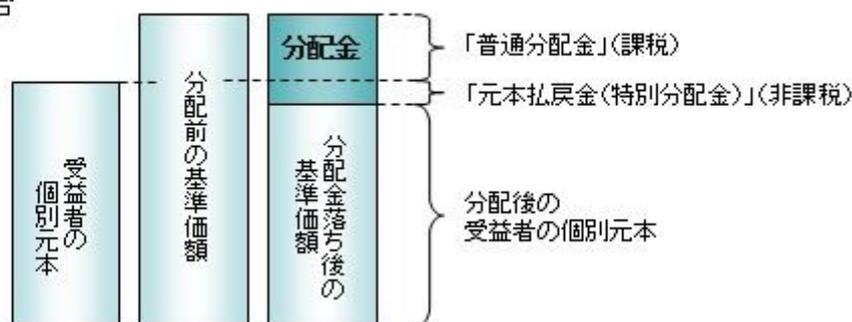 分配金
「普通分配金」(課税)
「元本払戻金(特別分配金)」(非課税)
受益者の
個別元本
分配前の基準価額
分配金落ち後の
基準価額
分配後の
受益者の個別元本